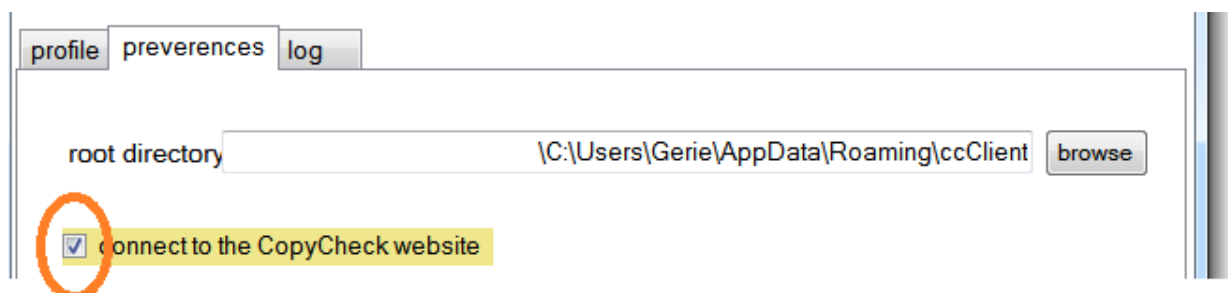 profile preverences log
root directory \C:\Users\Gerie\AppData\Roaming\ccClient browse
connect to the CopyCheck website